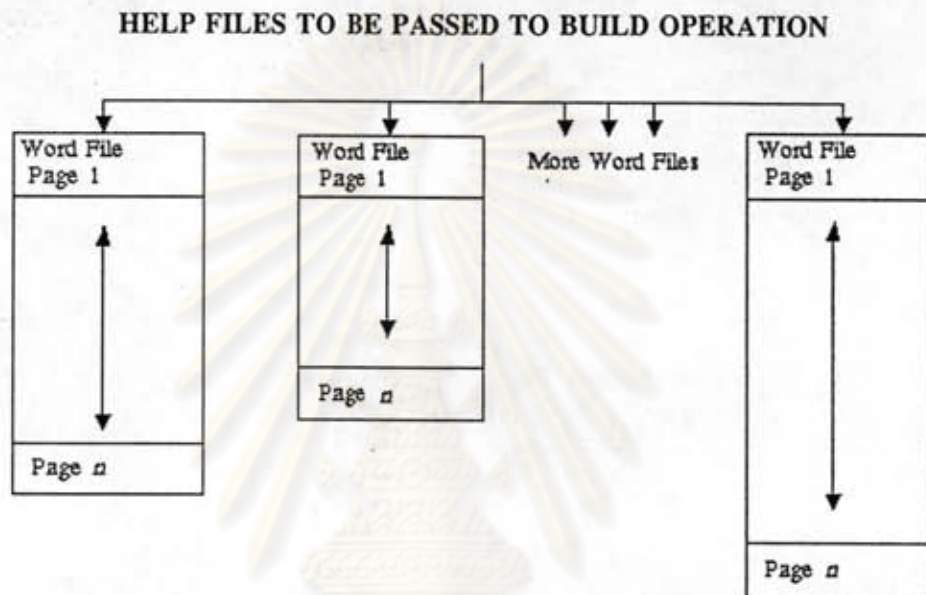 HELP FILES TO BE PASSED TO BUILD OPERATION
Word File
Page 1
Page n
Word File
Page 1
Page n
More Word Files
Word File
Page 1
Page n